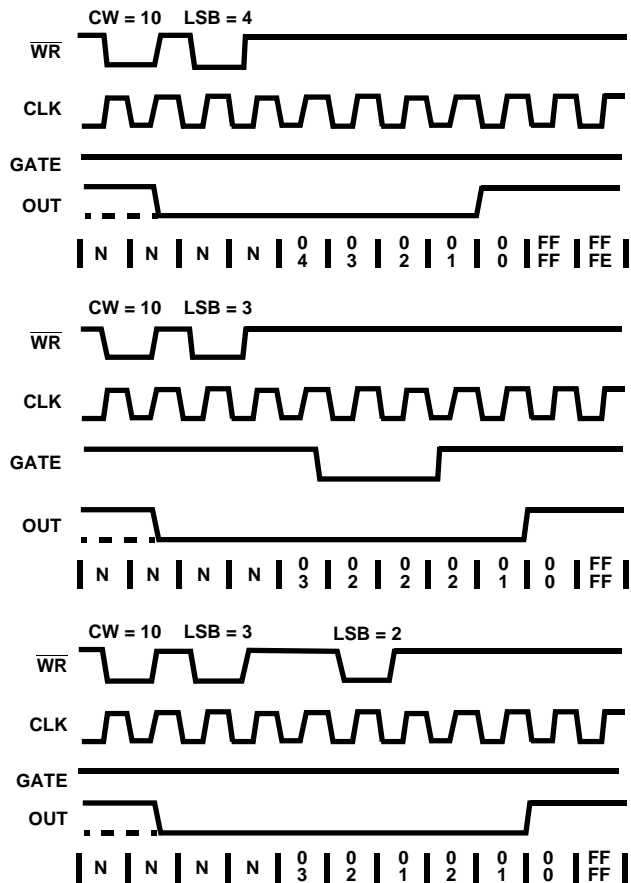 CW = 10 LSB = 4
WR
CLK
GATE
OUT
N N N N 0 0 0 0 0 FF FF
4 3 2 1 0 FF FE
CW = 10 LSB = 3
WR
CLK
GATE
OUT
N N N N 0 0 0 0 0 0 FF
3 2 2 2 1 0 FF
CW = 10 LSB = 3 LSB = 2
WR
CLK
GATE
OUT
N N N N 0 0 0 0 0 0 FF
3 2 1 2 1 0 FF